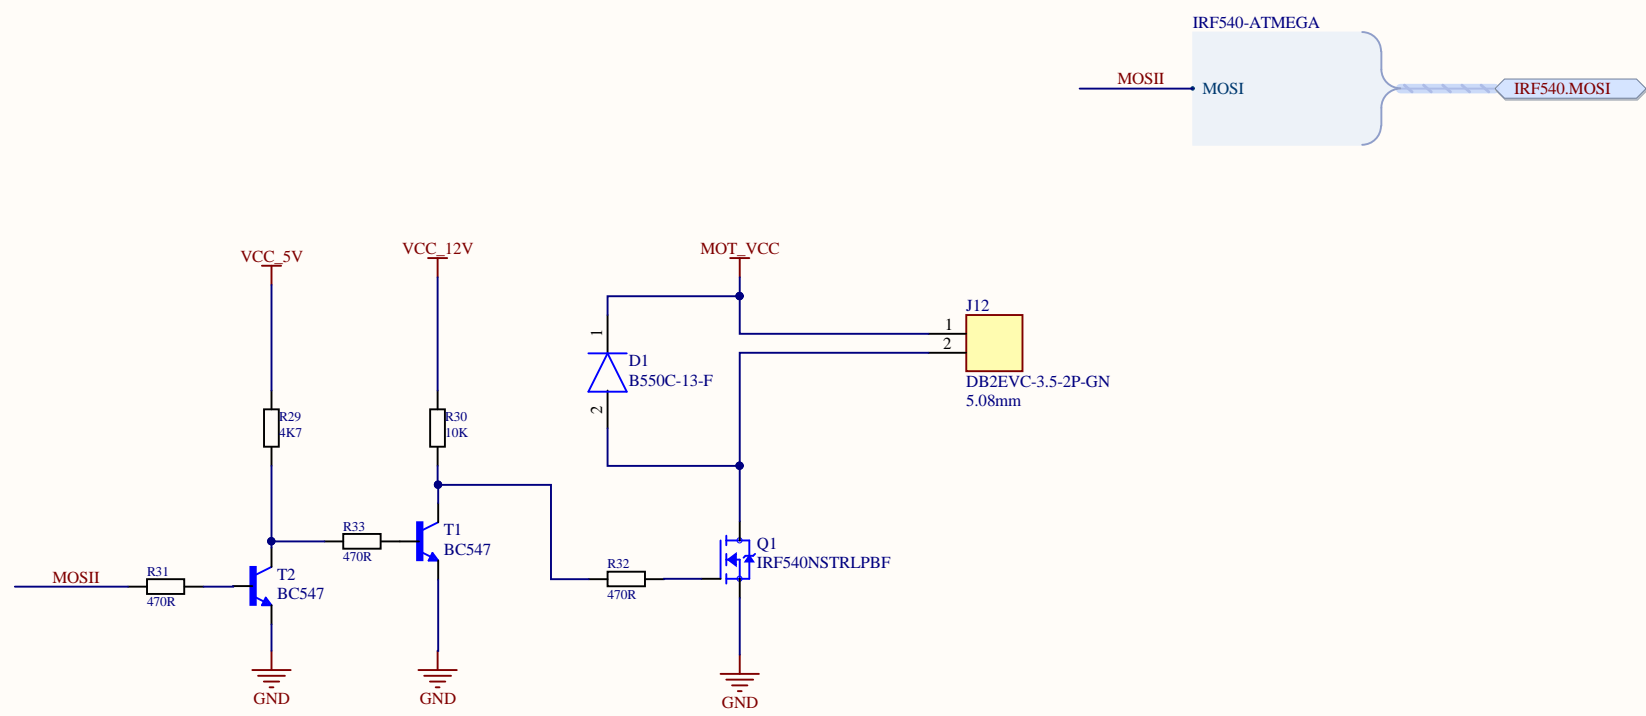 IRF540-ATMEGA
MOSII
MOSI
IRF540.MOSI
VCC_5V
VCC_12V
MOT_VCC
J12
1
2
DB2EVC-3.5-2P-GN
5.08mm
1
D1
B550C-13-F
2
R29
4K7
R30
10K
R33
470R
T1
BC547
Q1
IRF540NSTRLPBF
MOSII
R31
470R
T2
BC547
R32
470R
GND
GND
GND